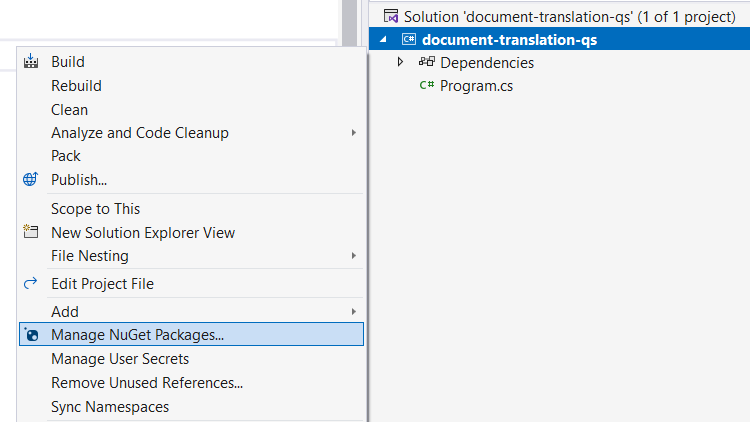 Solution 'document-translation-qs' (1 of 1 project)
C# document-translation-qs
Dependencies
C# Program.cs
Build
Rebuild
Clean
Analyze and Code Cleanup
Pack
Publish...
Scope to This
New Solution Explorer View
File Nesting
Edit Project File
Add
Manage NuGet Packages...
Manage User Secrets
Remove Unused References...
Sync Namespaces